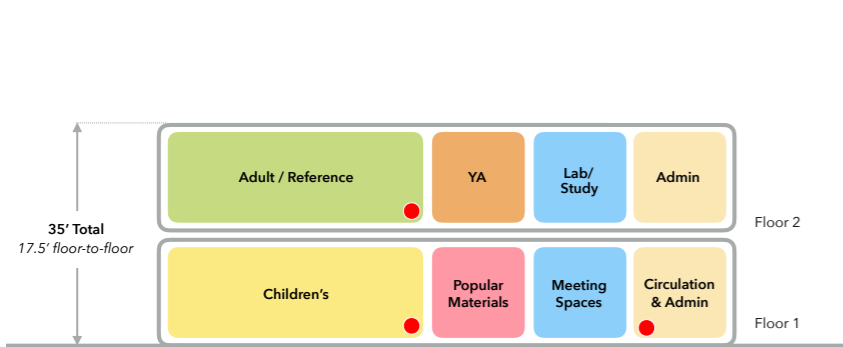 Adult / Reference
YA
Lab/
Study
Admin
Floor 2
35’ Total
17.5’ floor-to-floor
Children’s
Popular
Materials
Meeting
Spaces
Circulation
& Admin
Floor 1